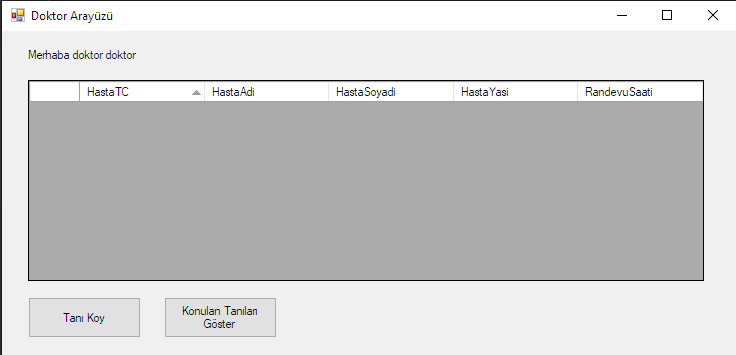 Doktor Arayüzü
Merhaba doktor doktor
HastaTC HastaAdi HastaSoyadi HastaYasi RandevuSaati
Tanı Koy
Konulan Tanıları
Göster